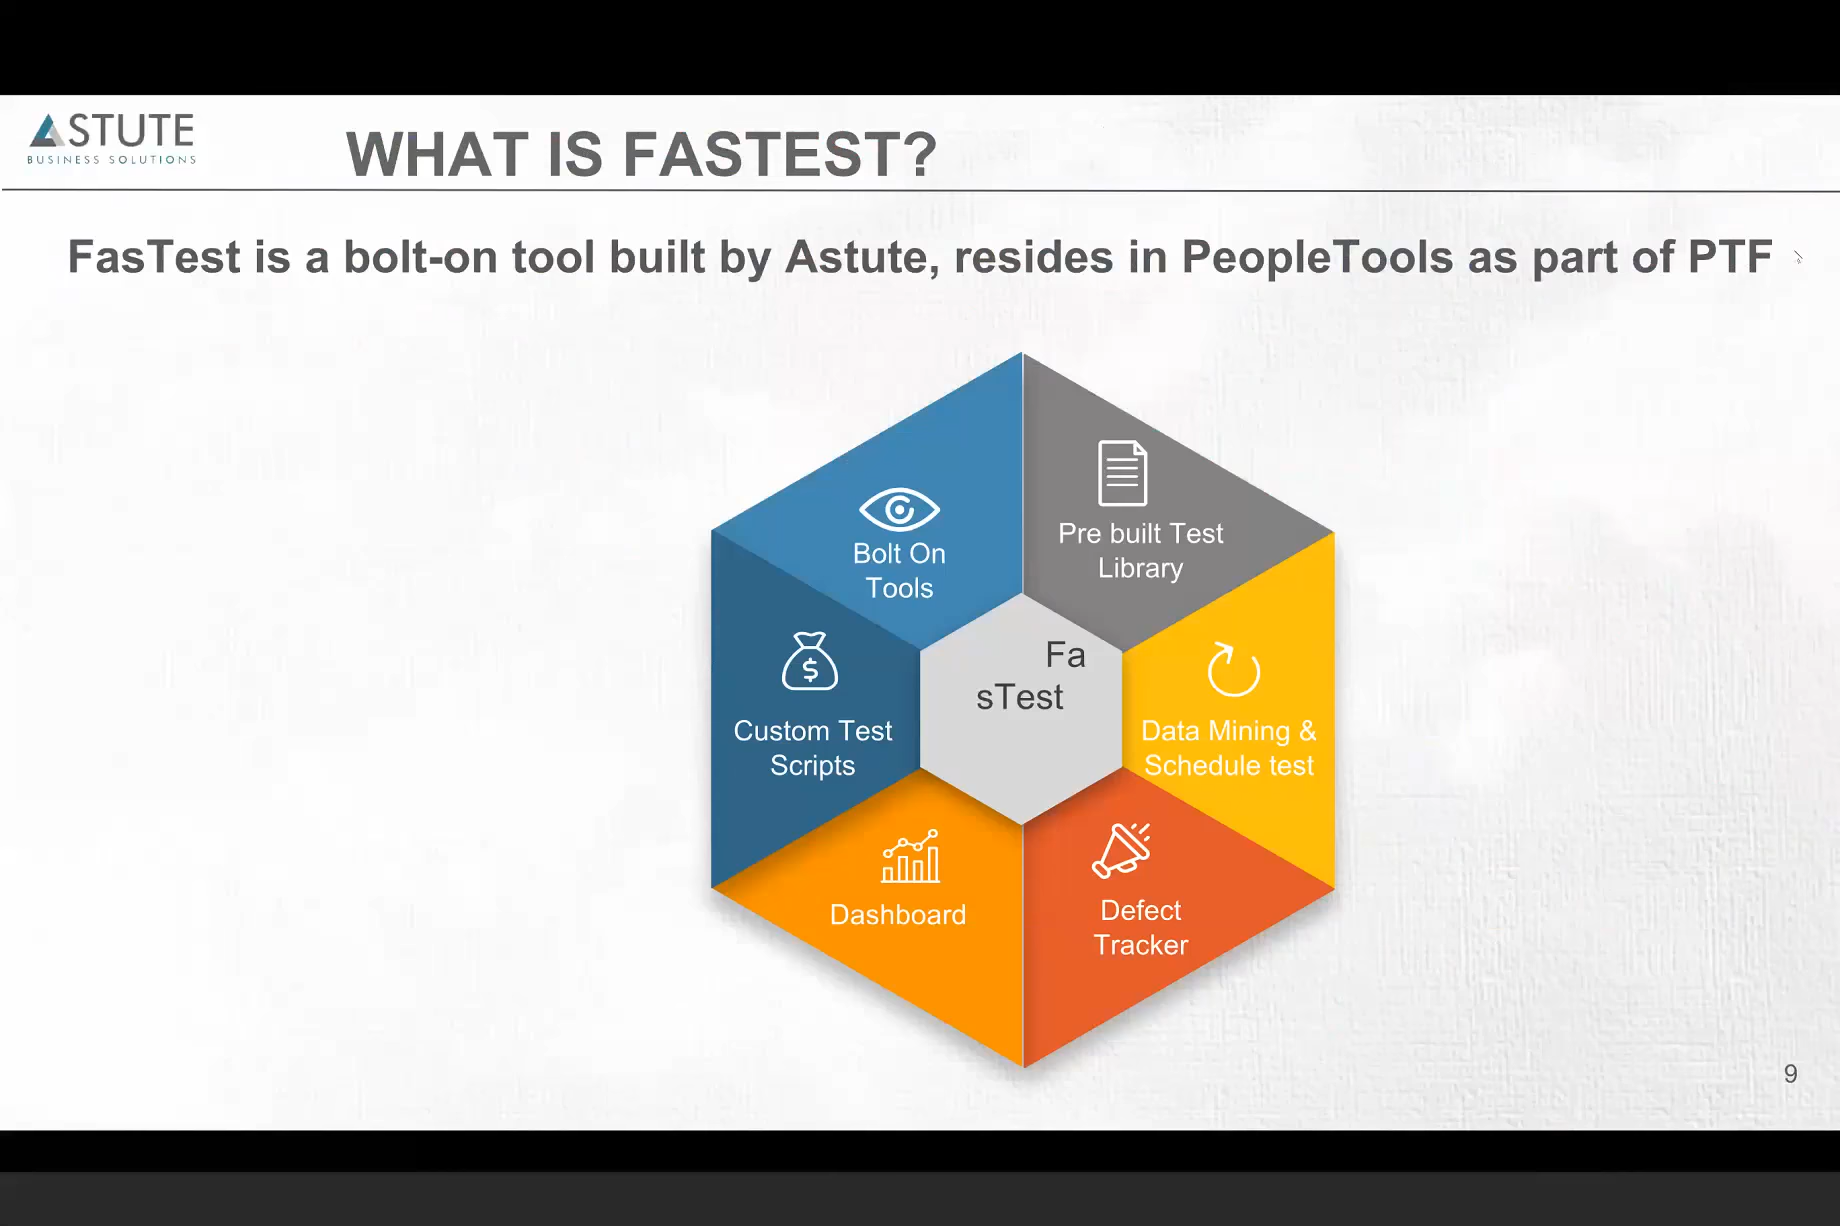 ASTUTE
BUSINESS SOLUTIONS
WHAT IS FASTEST?
FasTest is a bolt-on tool built by Astute, resides in PeopleTools as part of PTF
Bolt On
Tools
Pre built Test
Library
Fa
sTest
Custom Test
Scripts
$
Data Mining &
Schedule test
Dashboard
Defect
Tracker
9